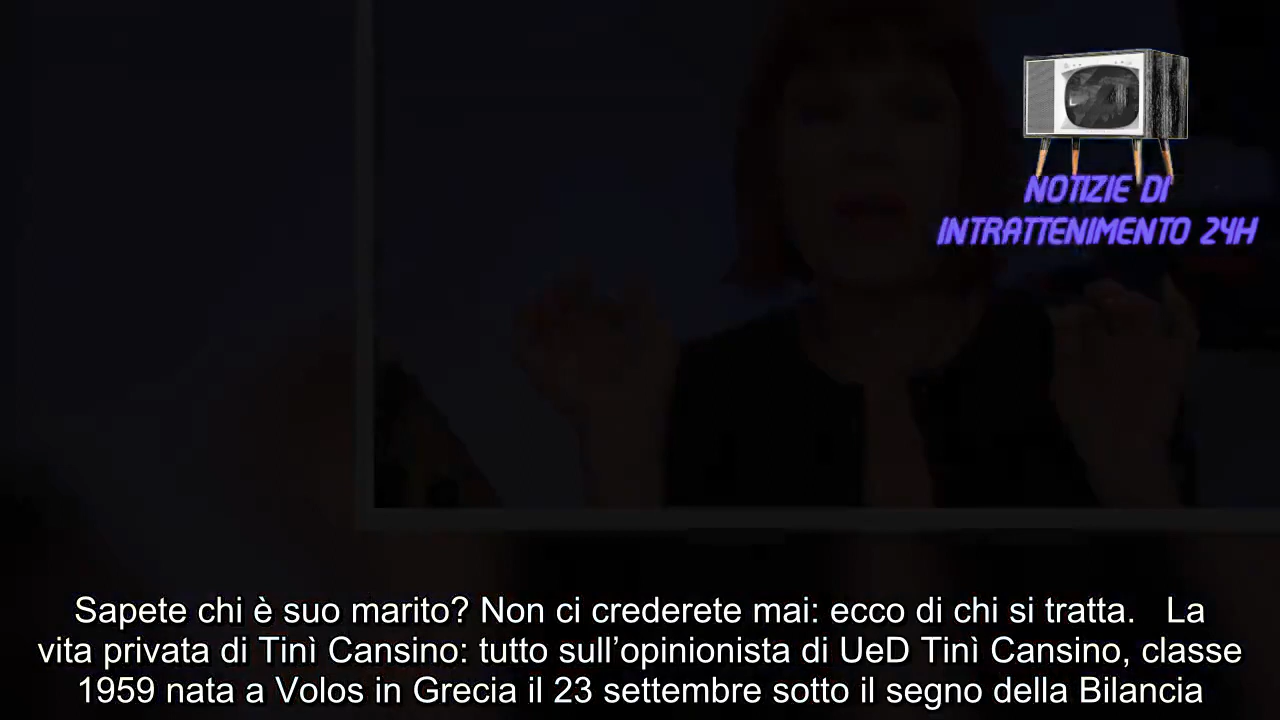 NOTIZIE DI
INTRATTENIMENTO 24H
Sapete chi è suo marito? Non ci crederete mai: ecco di chi si tratta.   La
vita privata di Tinì Cansino: tutto sull’opinionista di UeD Tinì Cansino, classe
1959 nata a Volos in Grecia il 23 settembre sotto il segno della Bilancia